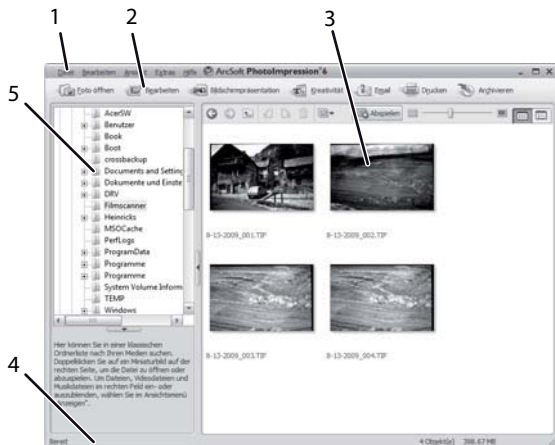 1
2
3
Datei Bearbeiten Ansicht Extras Hilfe ArcSoft PhotoImpression 6
Foto öffnen Bearbeiten Bildschirmpräsentation Kreativität Email Drucken Archivieren
5
AcerSW
Benutzer
Book
Boot
crossbackup
Documents and Setting
Dokumente und Einste
DRV
Filmscanner
Heinricks
MSOCache
PerfLogs
ProgramData
Programme
Programme
System Volume Inform
TEMP
Windows
Abspielen
8-13-2009_001.TIF
8-13-2009_002.TIF
8-13-2009_003.TIF
8-13-2009_004.TIF
Hier können Sie in einer klassischen
Ordnerliste nach Ihren Medien suchen.
Doppelklicken Sie auf ein Miniaturbild auf der
rechten Seite, um die Datei zu öffnen oder
abzuspielen. Um Dateien, Videodateien und
Musikdateien im rechten Feld ein- oder
auszublenden, wählen Sie im Ansichtsmenü
"Anzeigen".
4
Bereit
4 Objekt(e) 398.67 MB